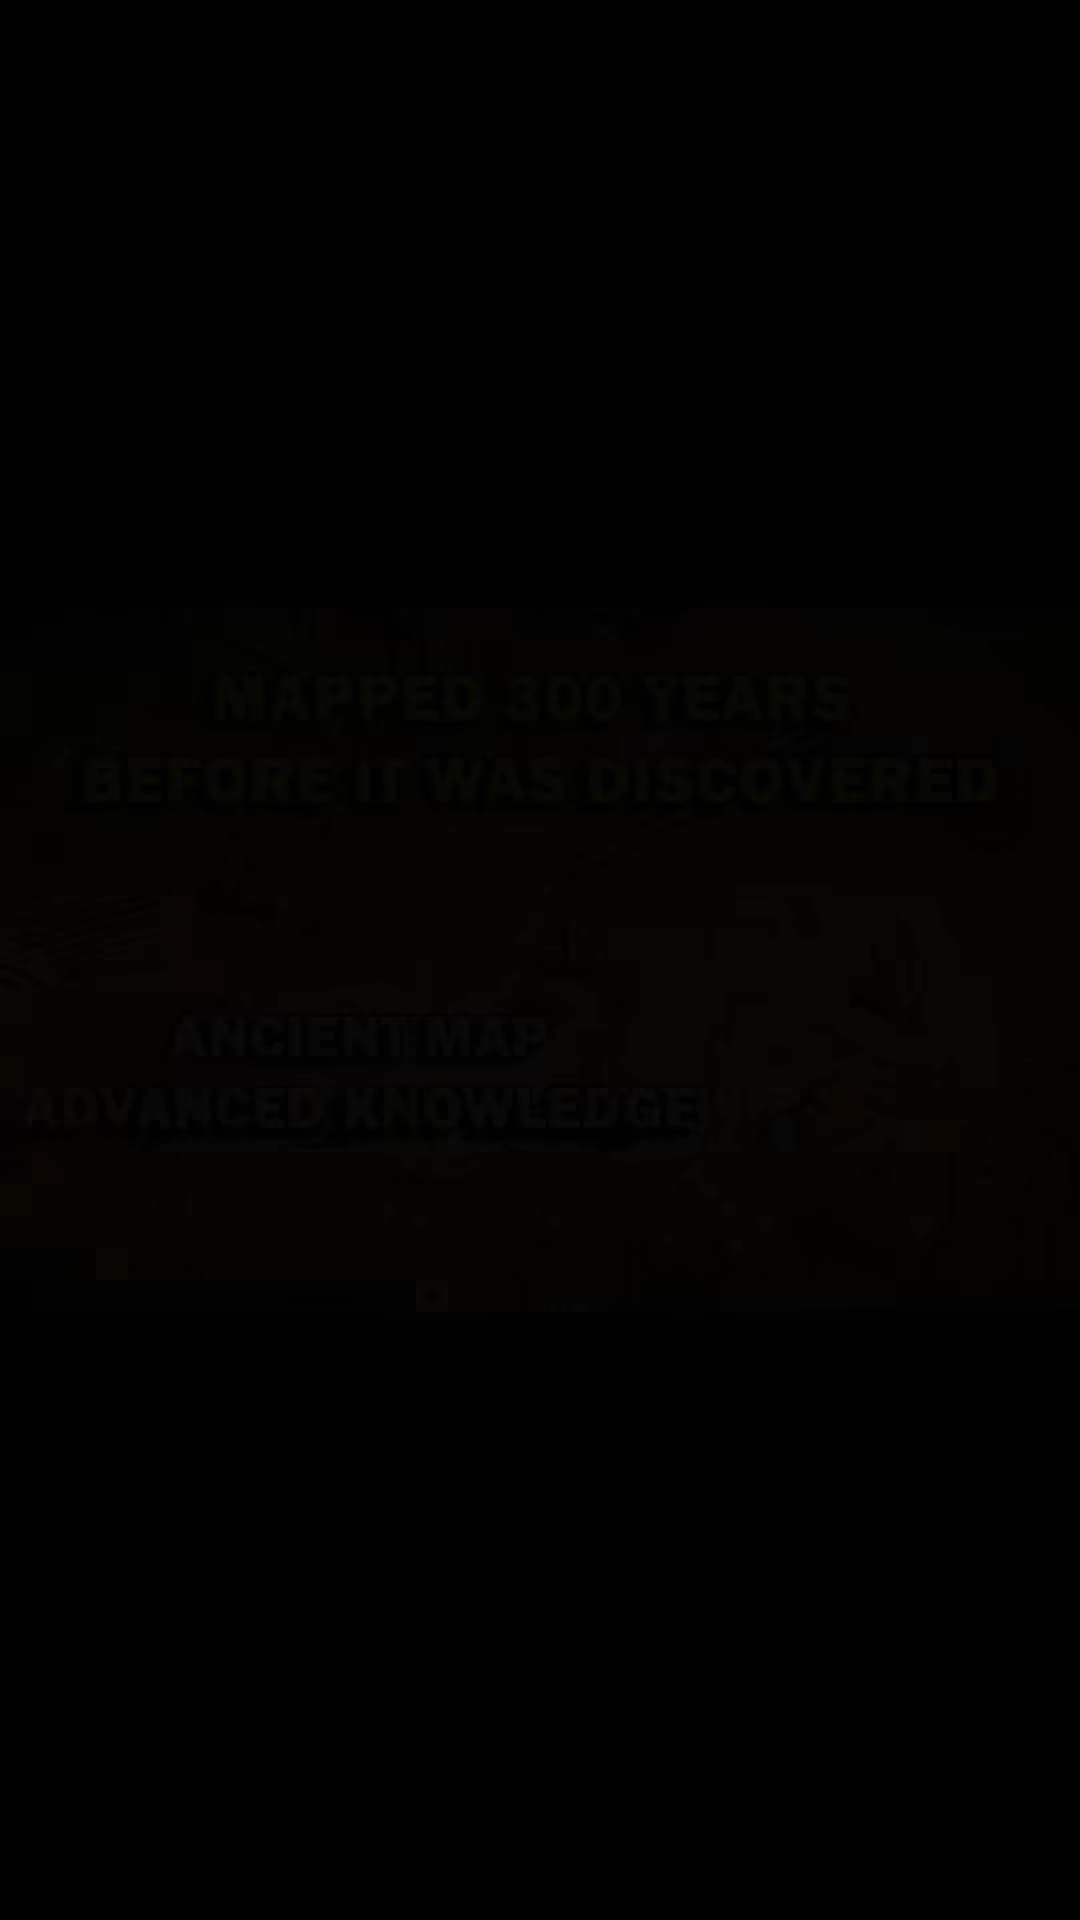 MAPPED 300 YEARS
BEFORE IT WAS DISCOVERED
ANCIENT MAP
ADVANCED KNOWLEDGE